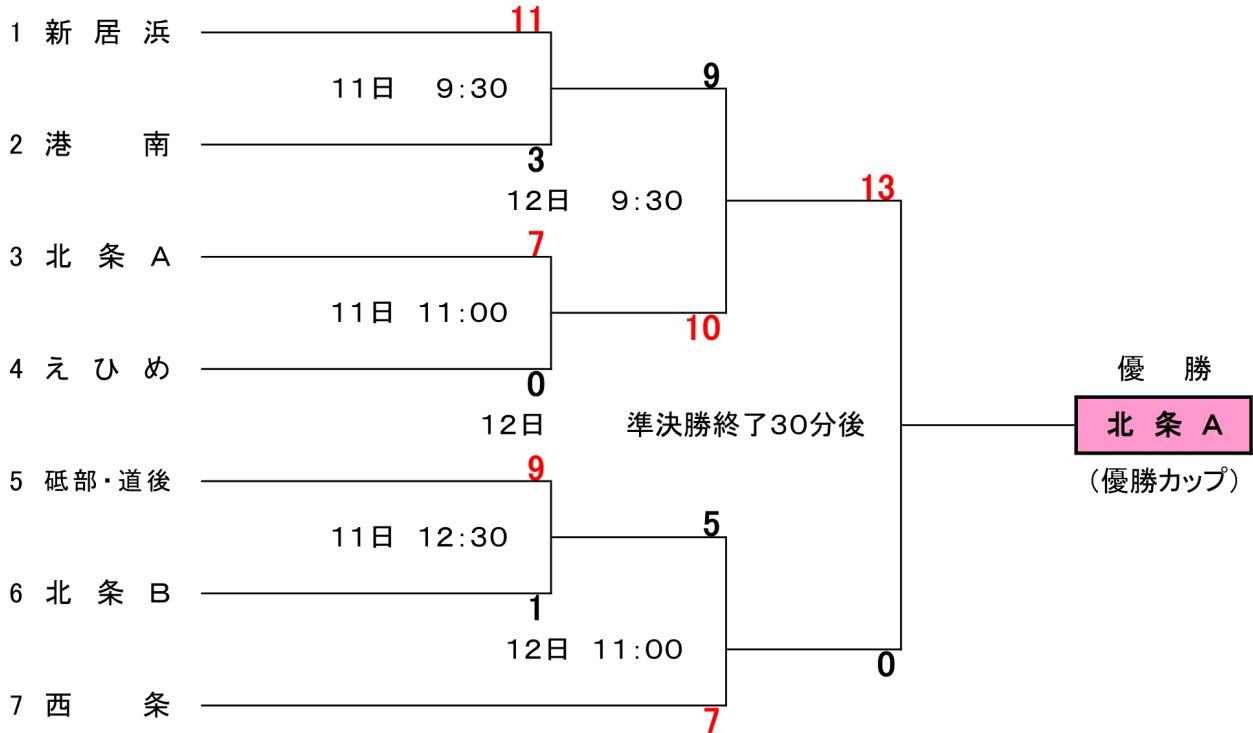 11
1 新 居 浜
9
11日 9:30
2 港 南
3
13
12日 9:30
7
3 北 条 A
11日 11:00
10
4 え ひ め
優 勝
0
12日 準決勝終了30分後
北 条 A
9
5 砥部・道後
(優勝カップ)
5
11日 12:30
6 北 条 B
1
12日 11:00
0
7 西 条
7